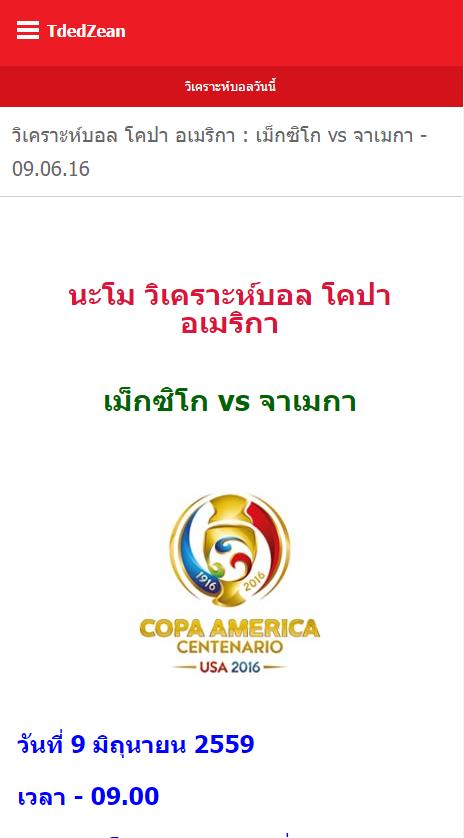 TdedZean
วิเคราะห์บอลวันนี้
วิเคราะห์บอล โคปา อเมริกา : เม็กซิโก vs จาเมกา -
09.06.16
นะโม วิเคราะห์บอล โคปา
อเมริกา
เม็กซิโก vs จาเมกา
1916 2016
COPA AMERICA
CENTENARIO
USA 2016
วันที่ 9 มิถุนายน 2559
เวลา - 09.00